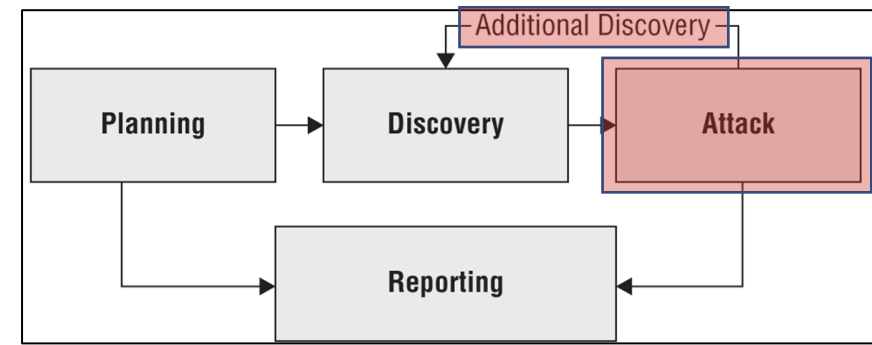 Additional Discovery
Planning
Discovery
Attack
Reporting